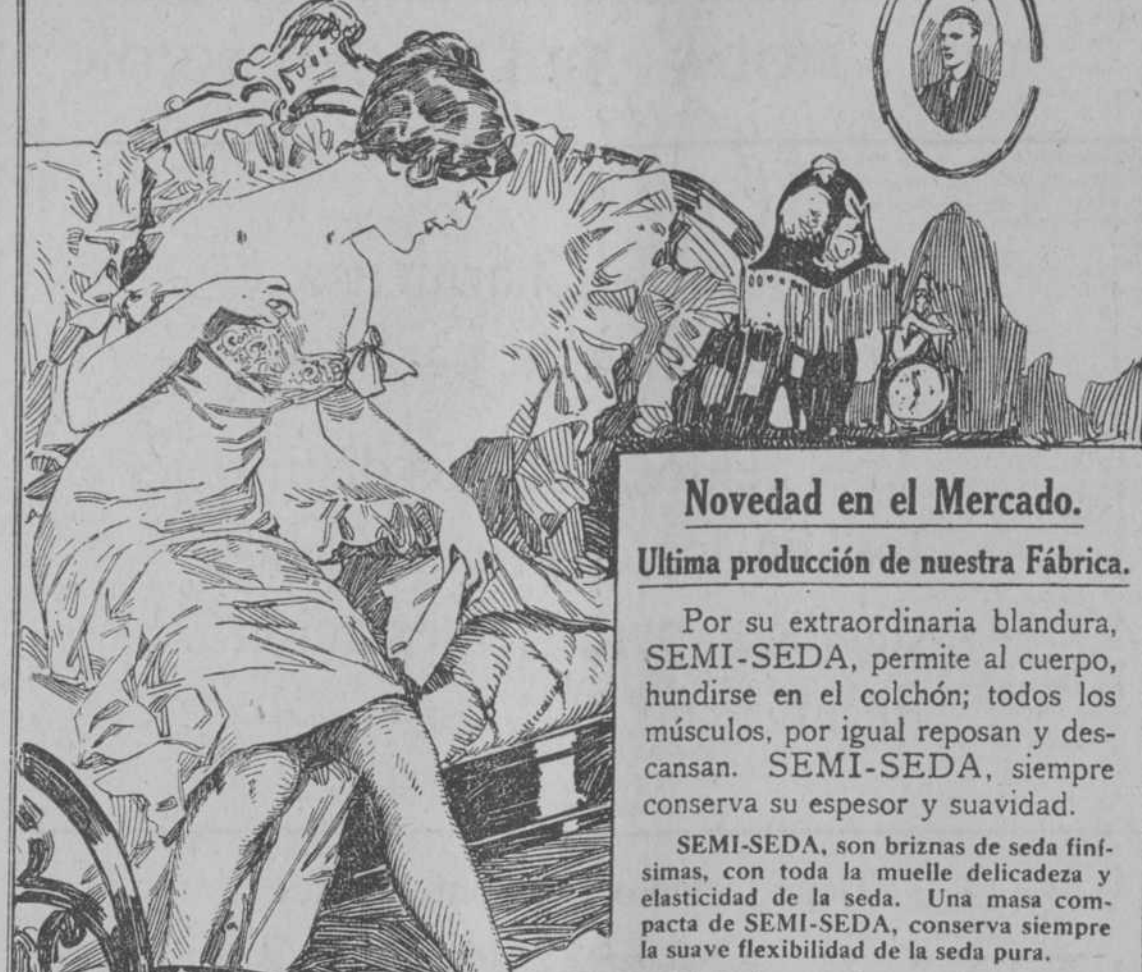 Novedad en el Mercado.
Ultima producción de nuestra Fábrica.
Por su extraordinaria blandura,
SEMI-SEDA, permite al cuerpo,
hundirse en el colchón; todos los
músculos, por igual reposan y des-
cansan. SEMI-SEDA, siempre
conserva su espesor y suavidad.
SEMI-SEDA, son briznas de seda finí-
simas, con toda la muelle delicadeza y
elasticidad de la seda. Una masa com-
pacta de SEMI-SEDA, conserva siempre
la suave flexibilidad de la seda pura.